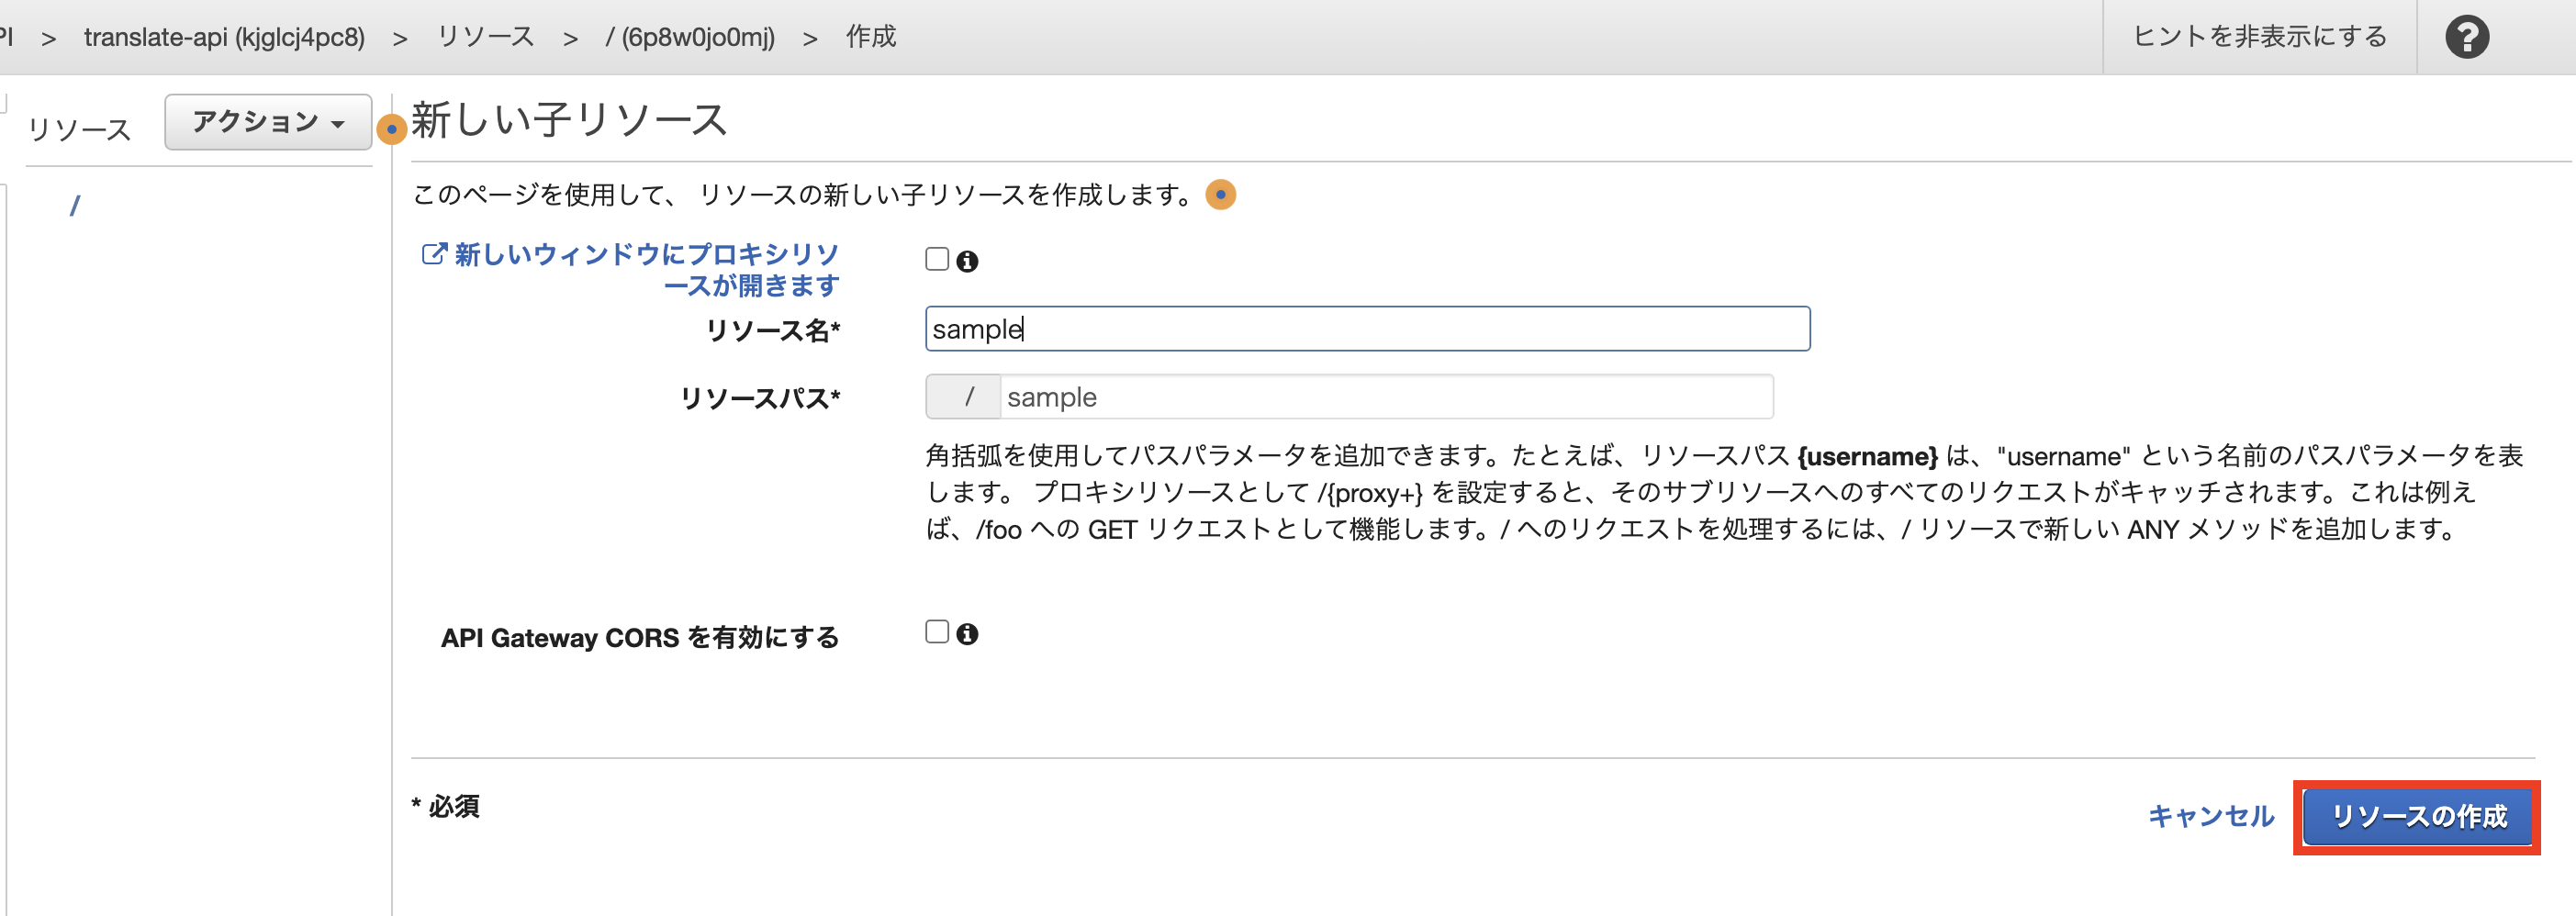 PI > translate-api (kjglcj4pc8) > リソース > / (6p8w0jo0mj) > 作成
ヒントを非表示にする
?
リソース
アクション
/
新しい子リソース
このページを使用して、 リソースの新しい子リソースを作成します。
新しいウィンドウにプロキシリソ
ースが開きます
リソース名*
sample
リソースパス*
/ sample
角括弧を使用してパスパラメータを追加できます。たとえば、リソースパス {username} は、"username" という名前のパスパラメータを表
します。 プロキシリソースとして /{proxy+} を設定すると、そのサブリソースへのすべてのリクエストがキャッチされます。これは例え
ば、/foo への GET リクエストとして機能します。/ へのリクエストを処理するには、/ リソースで新しい ANY メソッドを追加します。
API Gateway CORS を有効にする
* 必須
キャンセル
リソースの作成